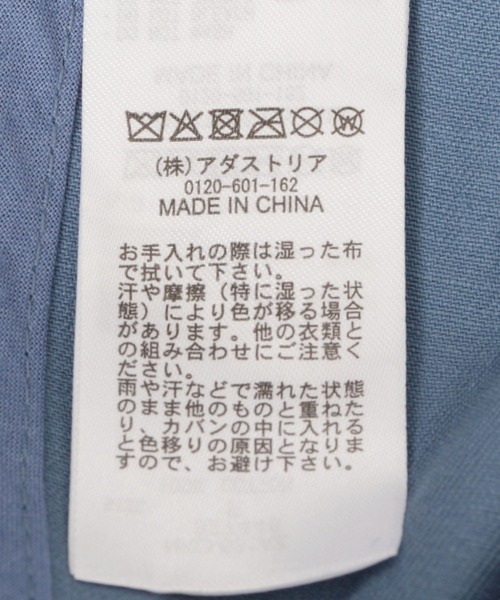 (株)アダストリア
0120-601-162
MADE IN CHINA
お手入れの際は湿った布
で拭いて下さい。
汗や摩擦(特に湿った状
態)により色が移る場合
があります。他の衣類と
の組み合わせにご注意く
ださい。
雨や汗などで濡れた状態
のまま他のものと重ねた
り、カバンの中に入れる
と色移りの原因となりま
すので、お避け下さい。